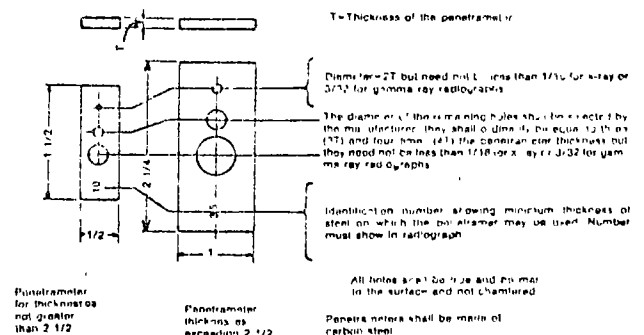 T=Thickness of the penetrameter
T
Diameter=2T but need not be less than 1/16 for x-ray or
3/32 for gamma ray radiographs
The diameter of the remaining holes shall be selected by
the manufacturer. they shall ordinarily be equal to
(3T) and four (4T) the penetrameter thickness but
they need not be less than 1/16 for x-ray or 3/32 for gam-
ma ray radiographs
1 1/2
2 1/4
10
35
Identification number showing minimum thickness of
steel on which the penetrameter may be used. Number
must show in radiograph
1/2
1
All holes shall be true and normal
to the surface and not chamfered
Penetrameter
for thicknesses
not greater
than 2 1/2
Penetrameter
thickness
exceeding 2 1/2
Penetrameters shall be made of
carbon steel